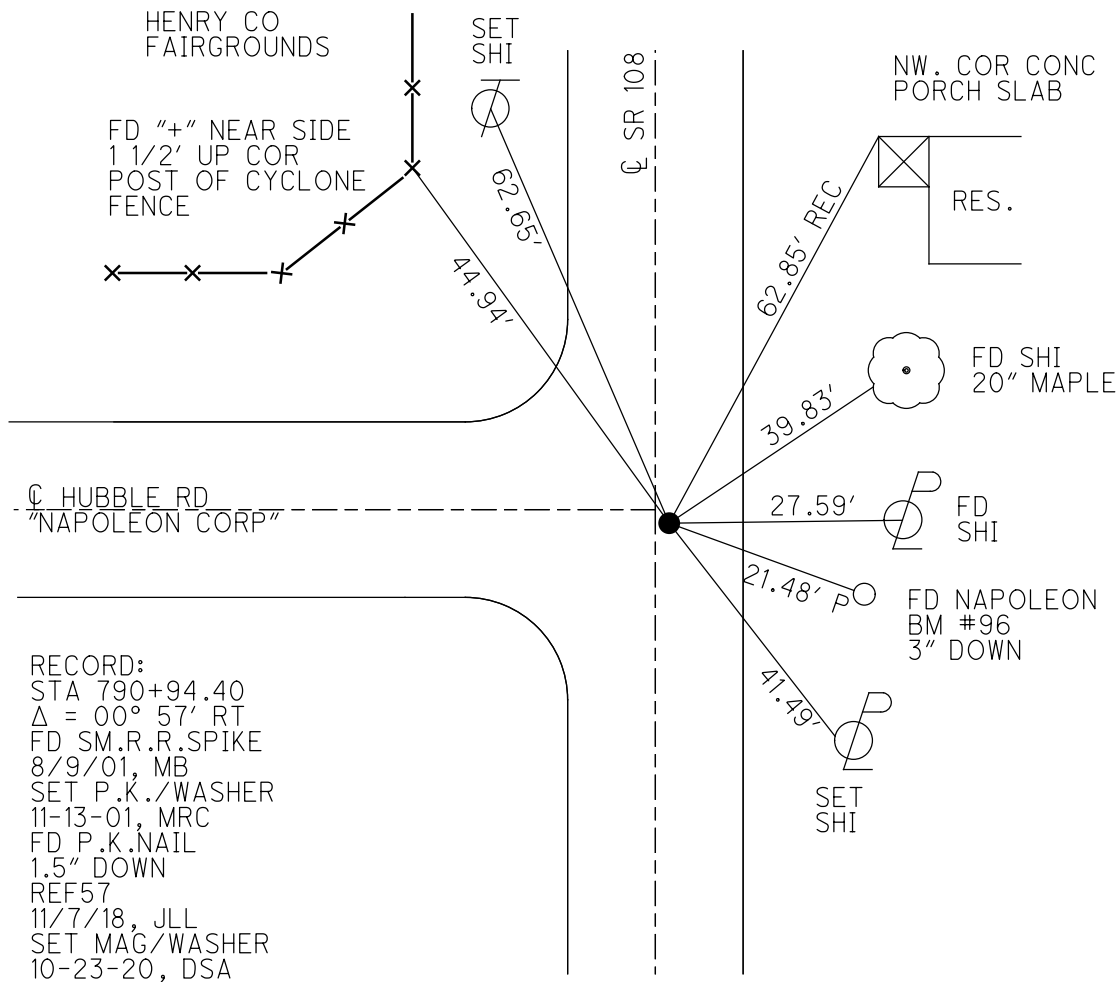 HENRY CO
FAIRGROUNDS
SET
SHI
℄ SR 108
NW. COR CONC
PORCH SLAB
FD "+" NEAR SIDE
1 1/2' UP COR
POST OF CYCLONE
FENCE
RES.
62.65'
44.94'
62.85' REC
39.83'
FD SHI
20" MAPLE
℄ HUBBLE RD
"NAPOLEON CORP"
27.59'
FD
SHI
21.48' P
FD NAPOLEON
BM #96
3" DOWN
41.49'
SET
SHI
RECORD:
STA 790+94.40
Δ = 00° 57' RT
FD SM.R.R.SPIKE
8/9/01, MB
SET P.K./WASHER
11-13-01, MRC
FD P.K.NAIL
1.5" DOWN
REF57
11/7/18, JLL
SET MAG/WASHER
10-23-20, DSA